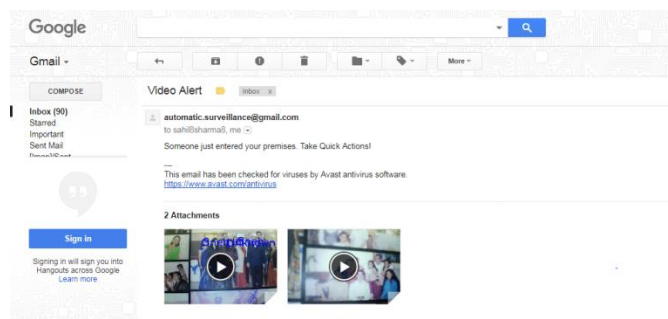 Google
Gmail
More
COMPOSE
Video Alert Inbox x
Inbox (90)
Starred
Important
Sent Mail
automatic.surveillance@gmail.com
to sahil8sharma8, me
Someone just entered your premises. Take Quick Actions!
—
This email has been checked for viruses by Avast antivirus software.
https://www.avast.com/antivirus
2 Attachments
Sign in
Signing in will sign you into
Hangouts across Google
Learn more